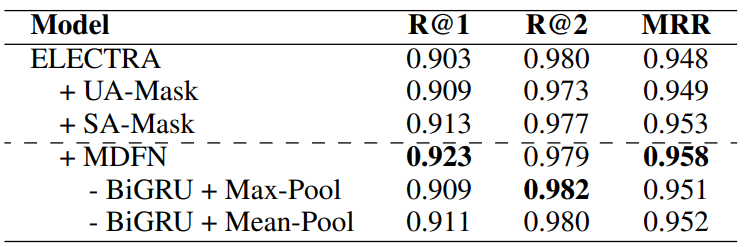 Model R@1 R@2 MRR
ELECTRA 0.903 0.980 0.948
+ UA-Mask 0.909 0.973 0.949
+ SA-Mask 0.913 0.977 0.953
+ MDFN 0.923 0.979 0.958
- BiGRU + Max-Pool 0.909 0.982 0.951
- BiGRU + Mean-Pool 0.911 0.980 0.952